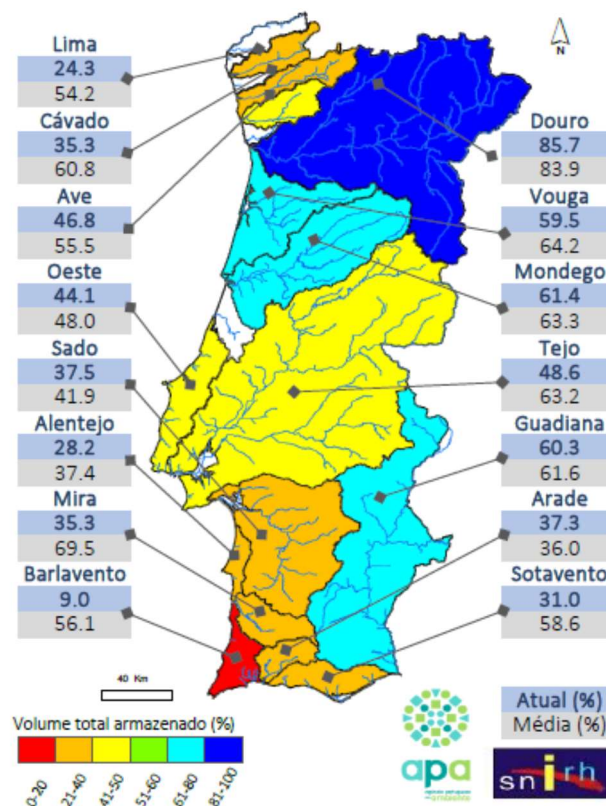 N
Lima
24.3
54.2
Cávado
35.3
60.8
Ave
46.8
55.5
Oeste
44.1
48.0
Sado
37.5
41.9
Alentejo
28.2
37.4
Mira
35.3
69.5
Barlavento
9.0
56.1
Douro
85.7
83.9
Vouga
59.5
64.2
Mondego
61.4
63.3
Tejo
48.6
63.2
Guadiana
60.3
61.6
Arade
37.3
36.0
Sotavento
31.0
58.6
40 Km
Volume total armazenado (%)
0-20
21-40
41-50
51-60
61-80
81-100
apa
agência portuguesa
do ambiente
Atual (%)
Média (%)
snirh